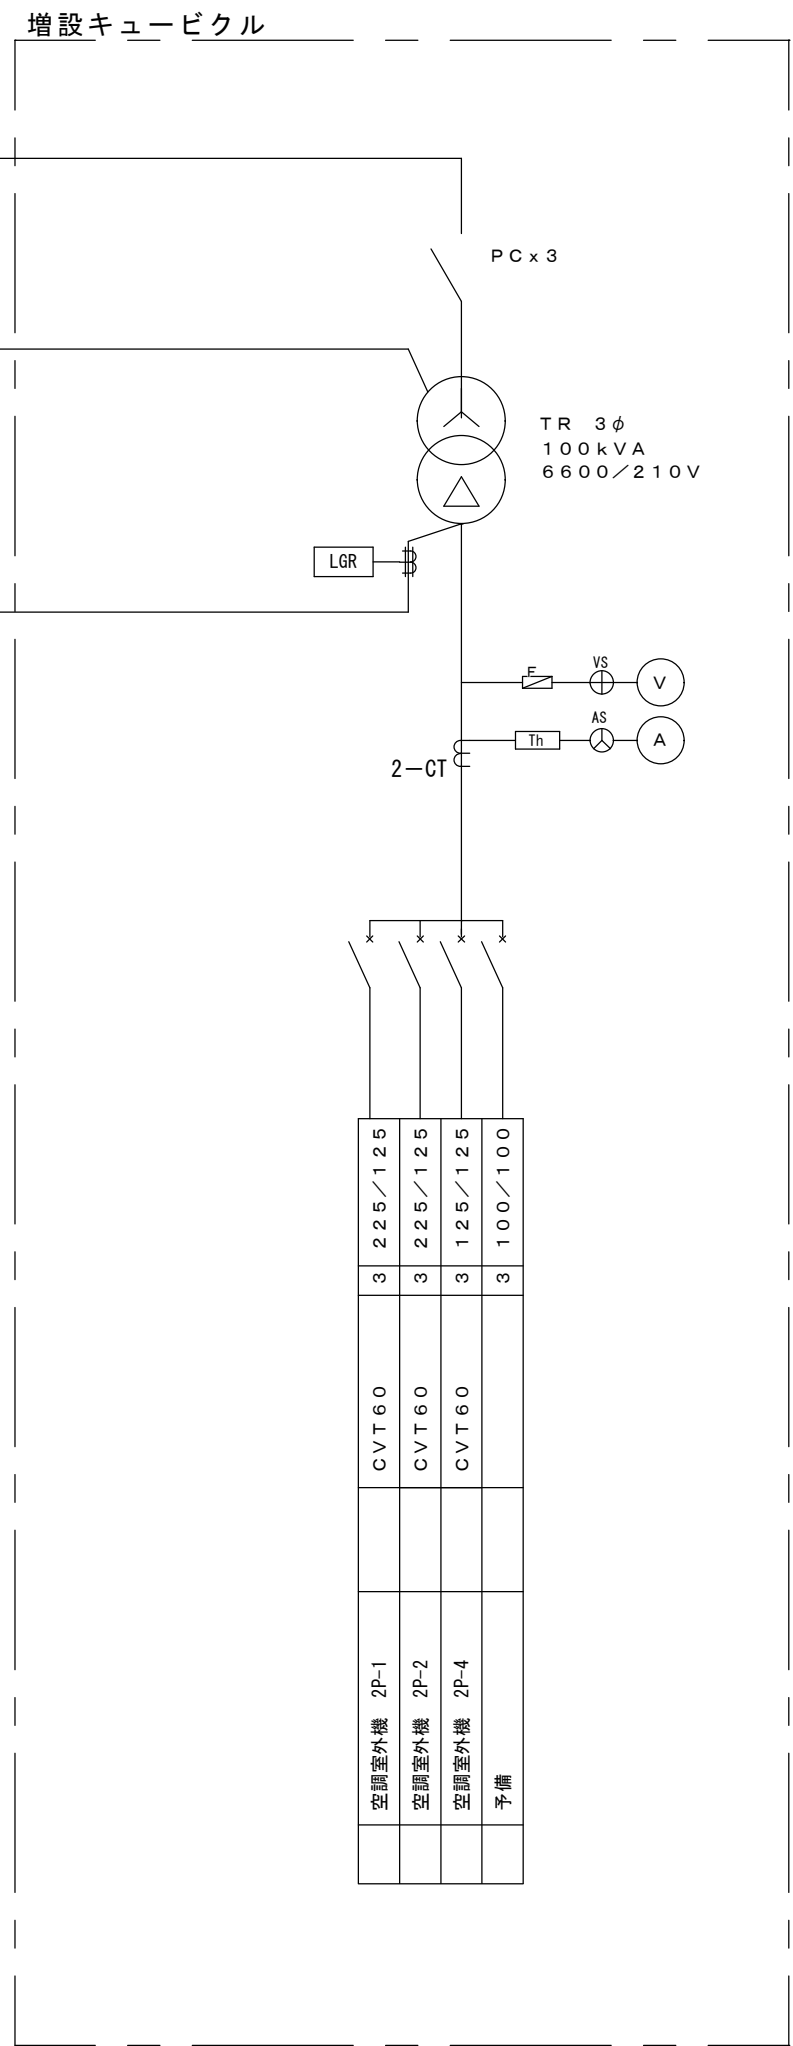 増設キュービクル
ＰＣｘ３
ＴＲ　３φ
１００ｋＶＡ
６６００／２１０Ｖ
LGR
F
VS
V
AS
Th
A
2－CT
２２５／１２５
３
ＣＶＴ６０
空調室外機　2P-1
２２５／１２５
３
ＣＶＴ６０
空調室外機　2P-2
１２５／１２５
３
ＣＶＴ６０
空調室外機　2P-4
１００／１００
３
予備